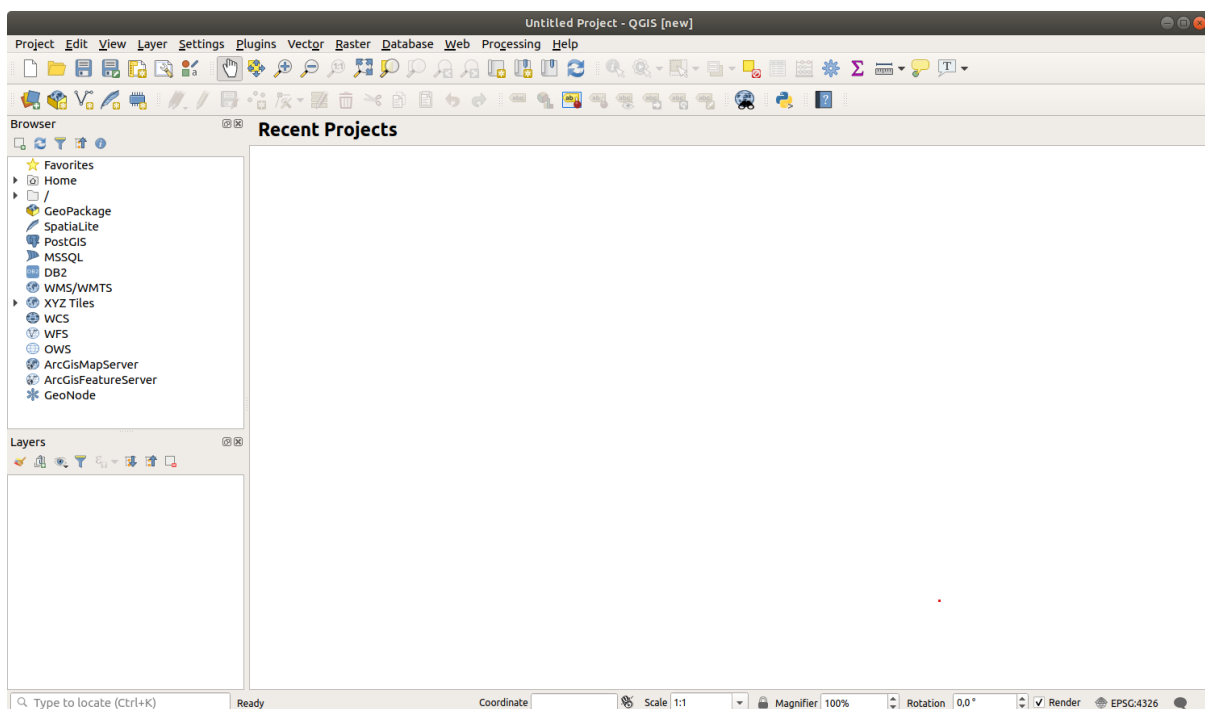 Untitled Project - QGIS [new]
Project Edit View Layer Settings Plugins Vector Raster Database Web Processing Help
Browser
Recent Projects
Favorites
Home
/
GeoPackage
SpatiaLite
PostGIS
MSSQL
DB2
WMS/WMTS
XYZ Tiles
WCS
WFS
OWS
ArcGisMapServer
ArcGisFeatureServer
GeoNode
Layers
Type to locate (Ctrl+K) Ready Coordinate Scale 1:1 Magnifier 100% Rotation 0,0 ° Render EPSG:4326